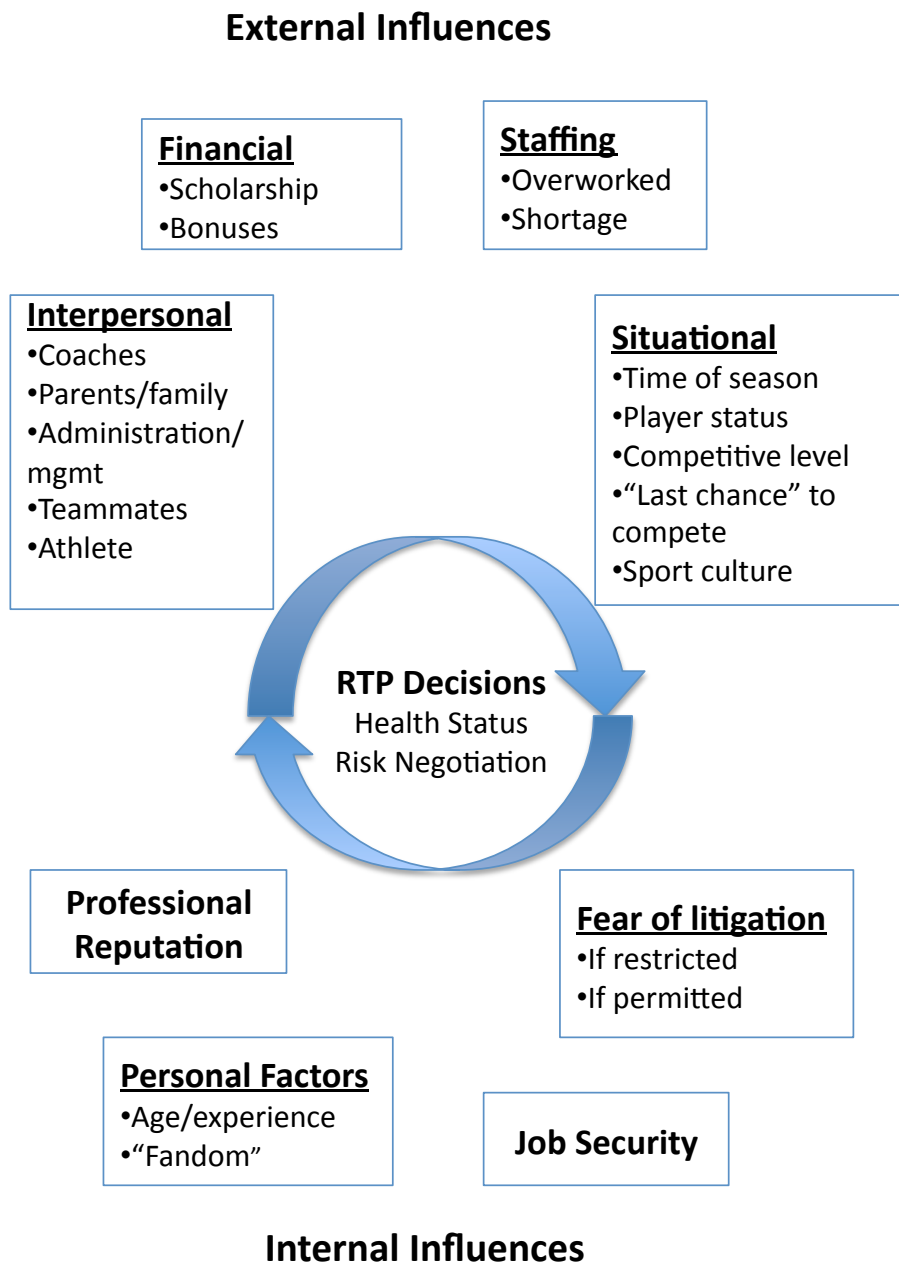 External Influences
Financial
•Scholarship
•Bonuses
Staffing
•Overworked
•Shortage
Interpersonal
•Coaches
•Parents/family
•Administration/
mgmt
•Teammates
•Athlete
Situational
•Time of season
•Player status
•Competitive level
•“Last chance” to
compete
•Sport culture
RTP Decisions
Health Status
Risk Negotiation
Professional
Reputation
Fear of litigation
•If restricted
•If permitted
Personal Factors
•Age/experience
•“Fandom”
Job Security
Internal Influences